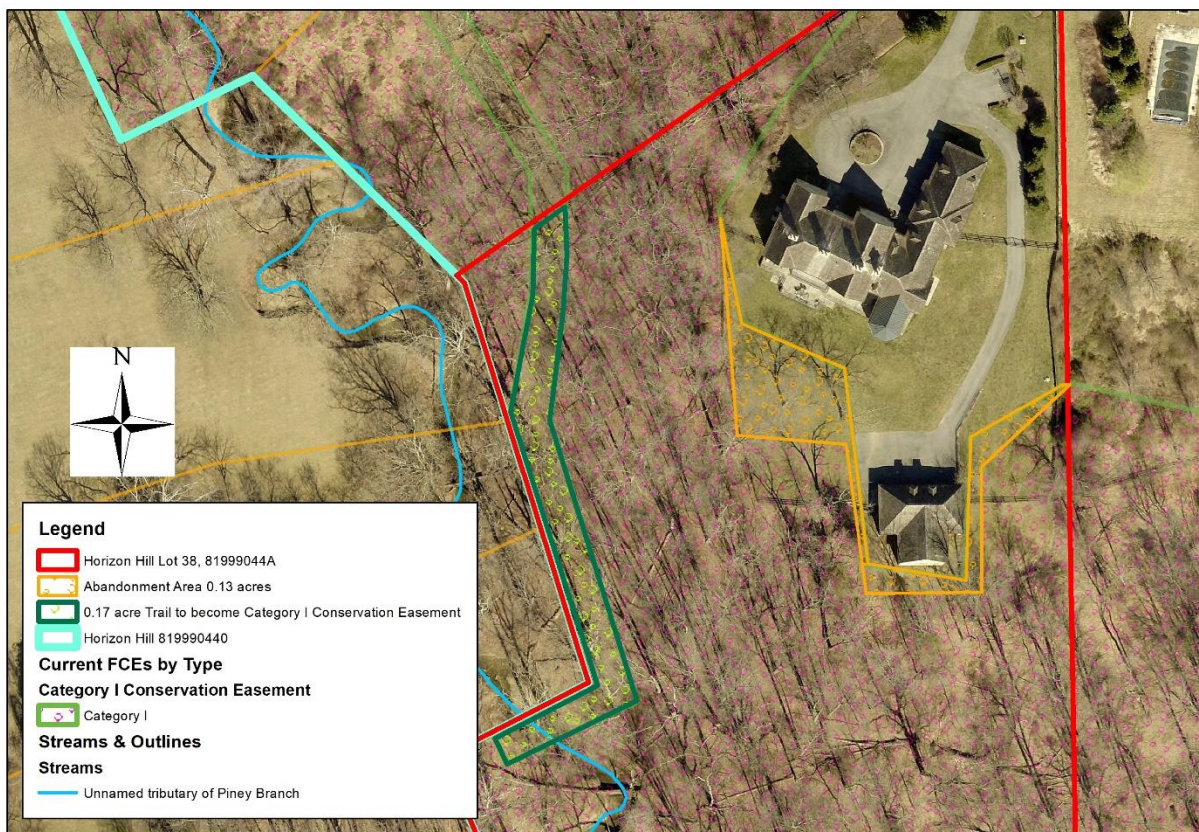 N
Legend
Horizon Hill Lot 38, 81999044A
Abandonment Area 0.13 acres
0.17 acre Trail to become Category I Conservation Easement
Horizon Hill 819990440
Current FCEs by Type
Category I Conservation Easement
Category I
Streams & Outlines
Streams
Unnamed tributary of Piney Branch